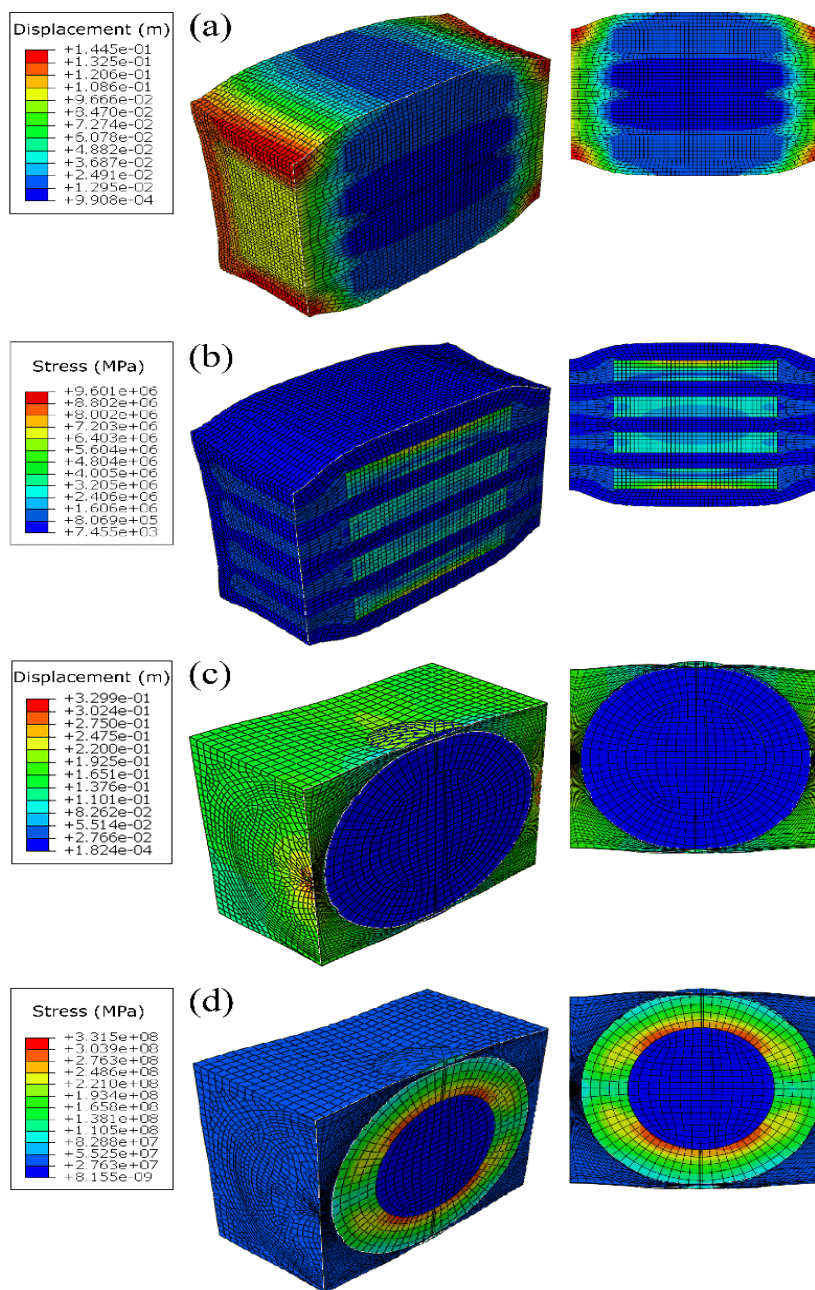 Displacement (m)
+1.445e-01
+1.325e-01
+1.206e-01
+1.086e-01
+9.666e-02
+8.470e-02
+7.274e-02
+6.078e-02
+4.882e-02
+3.687e-02
+2.491e-02
+1.295e-02
+9.908e-04
(a)
Stress (MPa)
+9.601e+06
+8.802e+06
+8.002e+06
+7.203e+06
+6.403e+06
+5.604e+06
+4.804e+06
+4.005e+06
+3.205e+06
+2.406e+06
+1.606e+06
+8.069e+05
+7.455e+03
(b)
Displacement (m)
+3.299e-01
+3.024e-01
+2.750e-01
+2.475e-01
+2.200e-01
+1.925e-01
+1.651e-01
+1.376e-01
+1.101e-01
+8.262e-02
+5.514e-02
+2.766e-02
+1.824e-04
(c)
Stress (MPa)
+3.315e+08
+3.039e+08
+2.763e+08
+2.486e+08
+2.210e+08
+1.934e+08
+1.658e+08
+1.381e+08
+1.105e+08
+8.288e+07
+5.525e+07
+2.763e+07
+8.155e-09
(d)